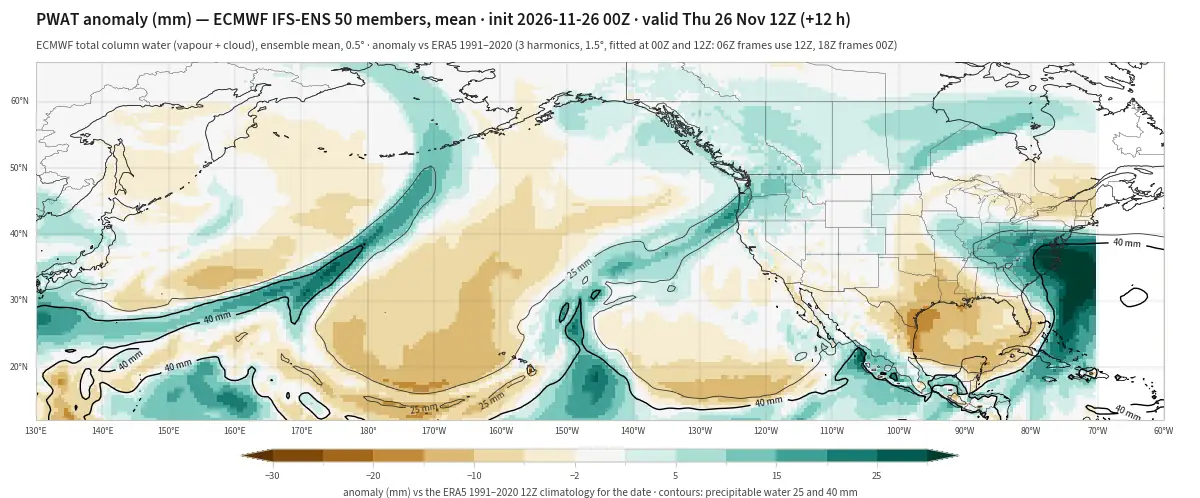 PWAT anomaly (mm) — ECMWF IFS-ENS 50 members, mean · init 2026-11-26 00Z · valid Thu 26 Nov 12Z (+12 h)
ECMWF total column water (vapour + cloud), ensemble mean, 0.5° · anomaly vs ERA5 1991–2020 (3 harmonics, 1.5°, fitted at 00Z and 12Z: 06Z frames use 12Z, 18Z frames 00Z)
60°N
50°N
40°N
30°N
20°N
40 mm
25 mm
40 mm
40 mm
40 mm
25 mm
25 mm
40 mm
40 mm
130°E 140°E 150°E 160°E 170°E 180° 170°W 160°W 150°W 140°W 130°W 120°W 110°W 100°W 90°W 80°W 70°W 60°W
−30 −20 −10 −2 5 15 25
anomaly (mm) vs the ERA5 1991–2020 12Z climatology for the date · contours: precipitable water 25 and 40 mm